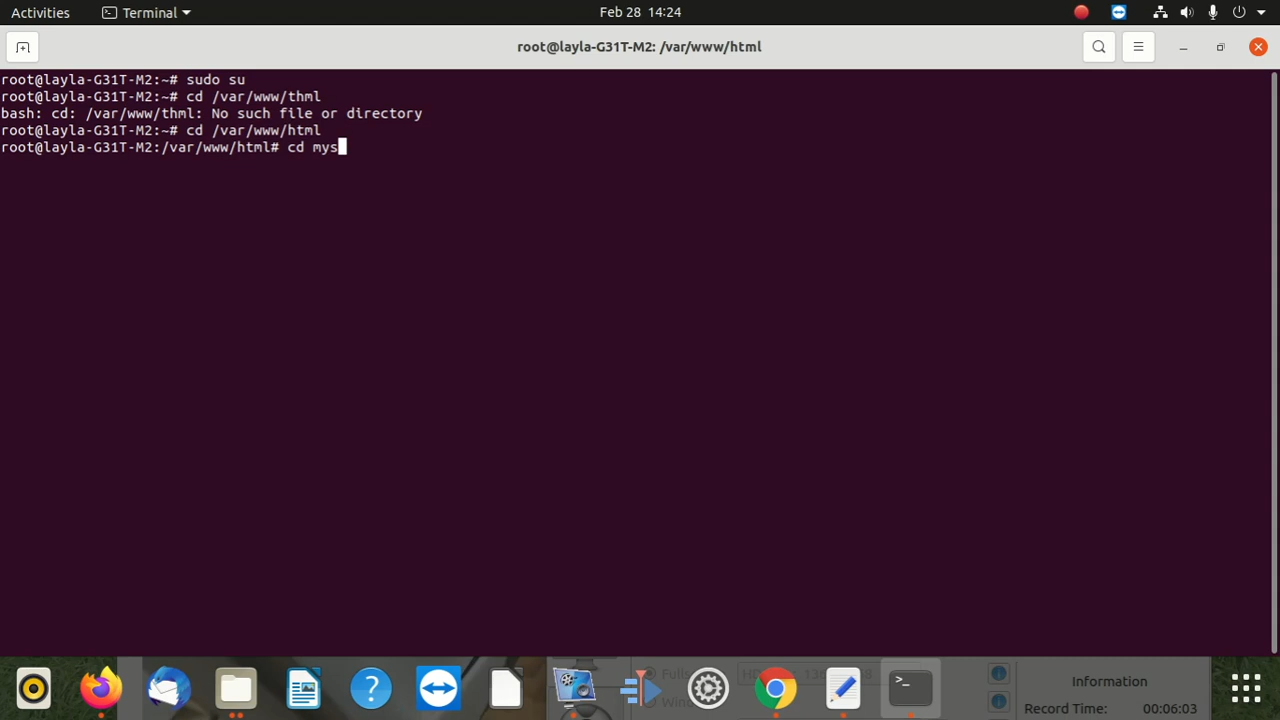 Activities
Terminal
Feb 28 14:24
root@layla-G31T-M2: /var/www/html
root@layla-G31T-M2:~# sudo su
root@layla-G31T-M2:~# cd /var/www/thml
bash: cd: /var/www/thml: No such file or directory
root@layla-G31T-M2:~# cd /var/www/html
root@layla-G31T-M2:/var/www/html# cd mys
Information
Record Time: 00:06:03